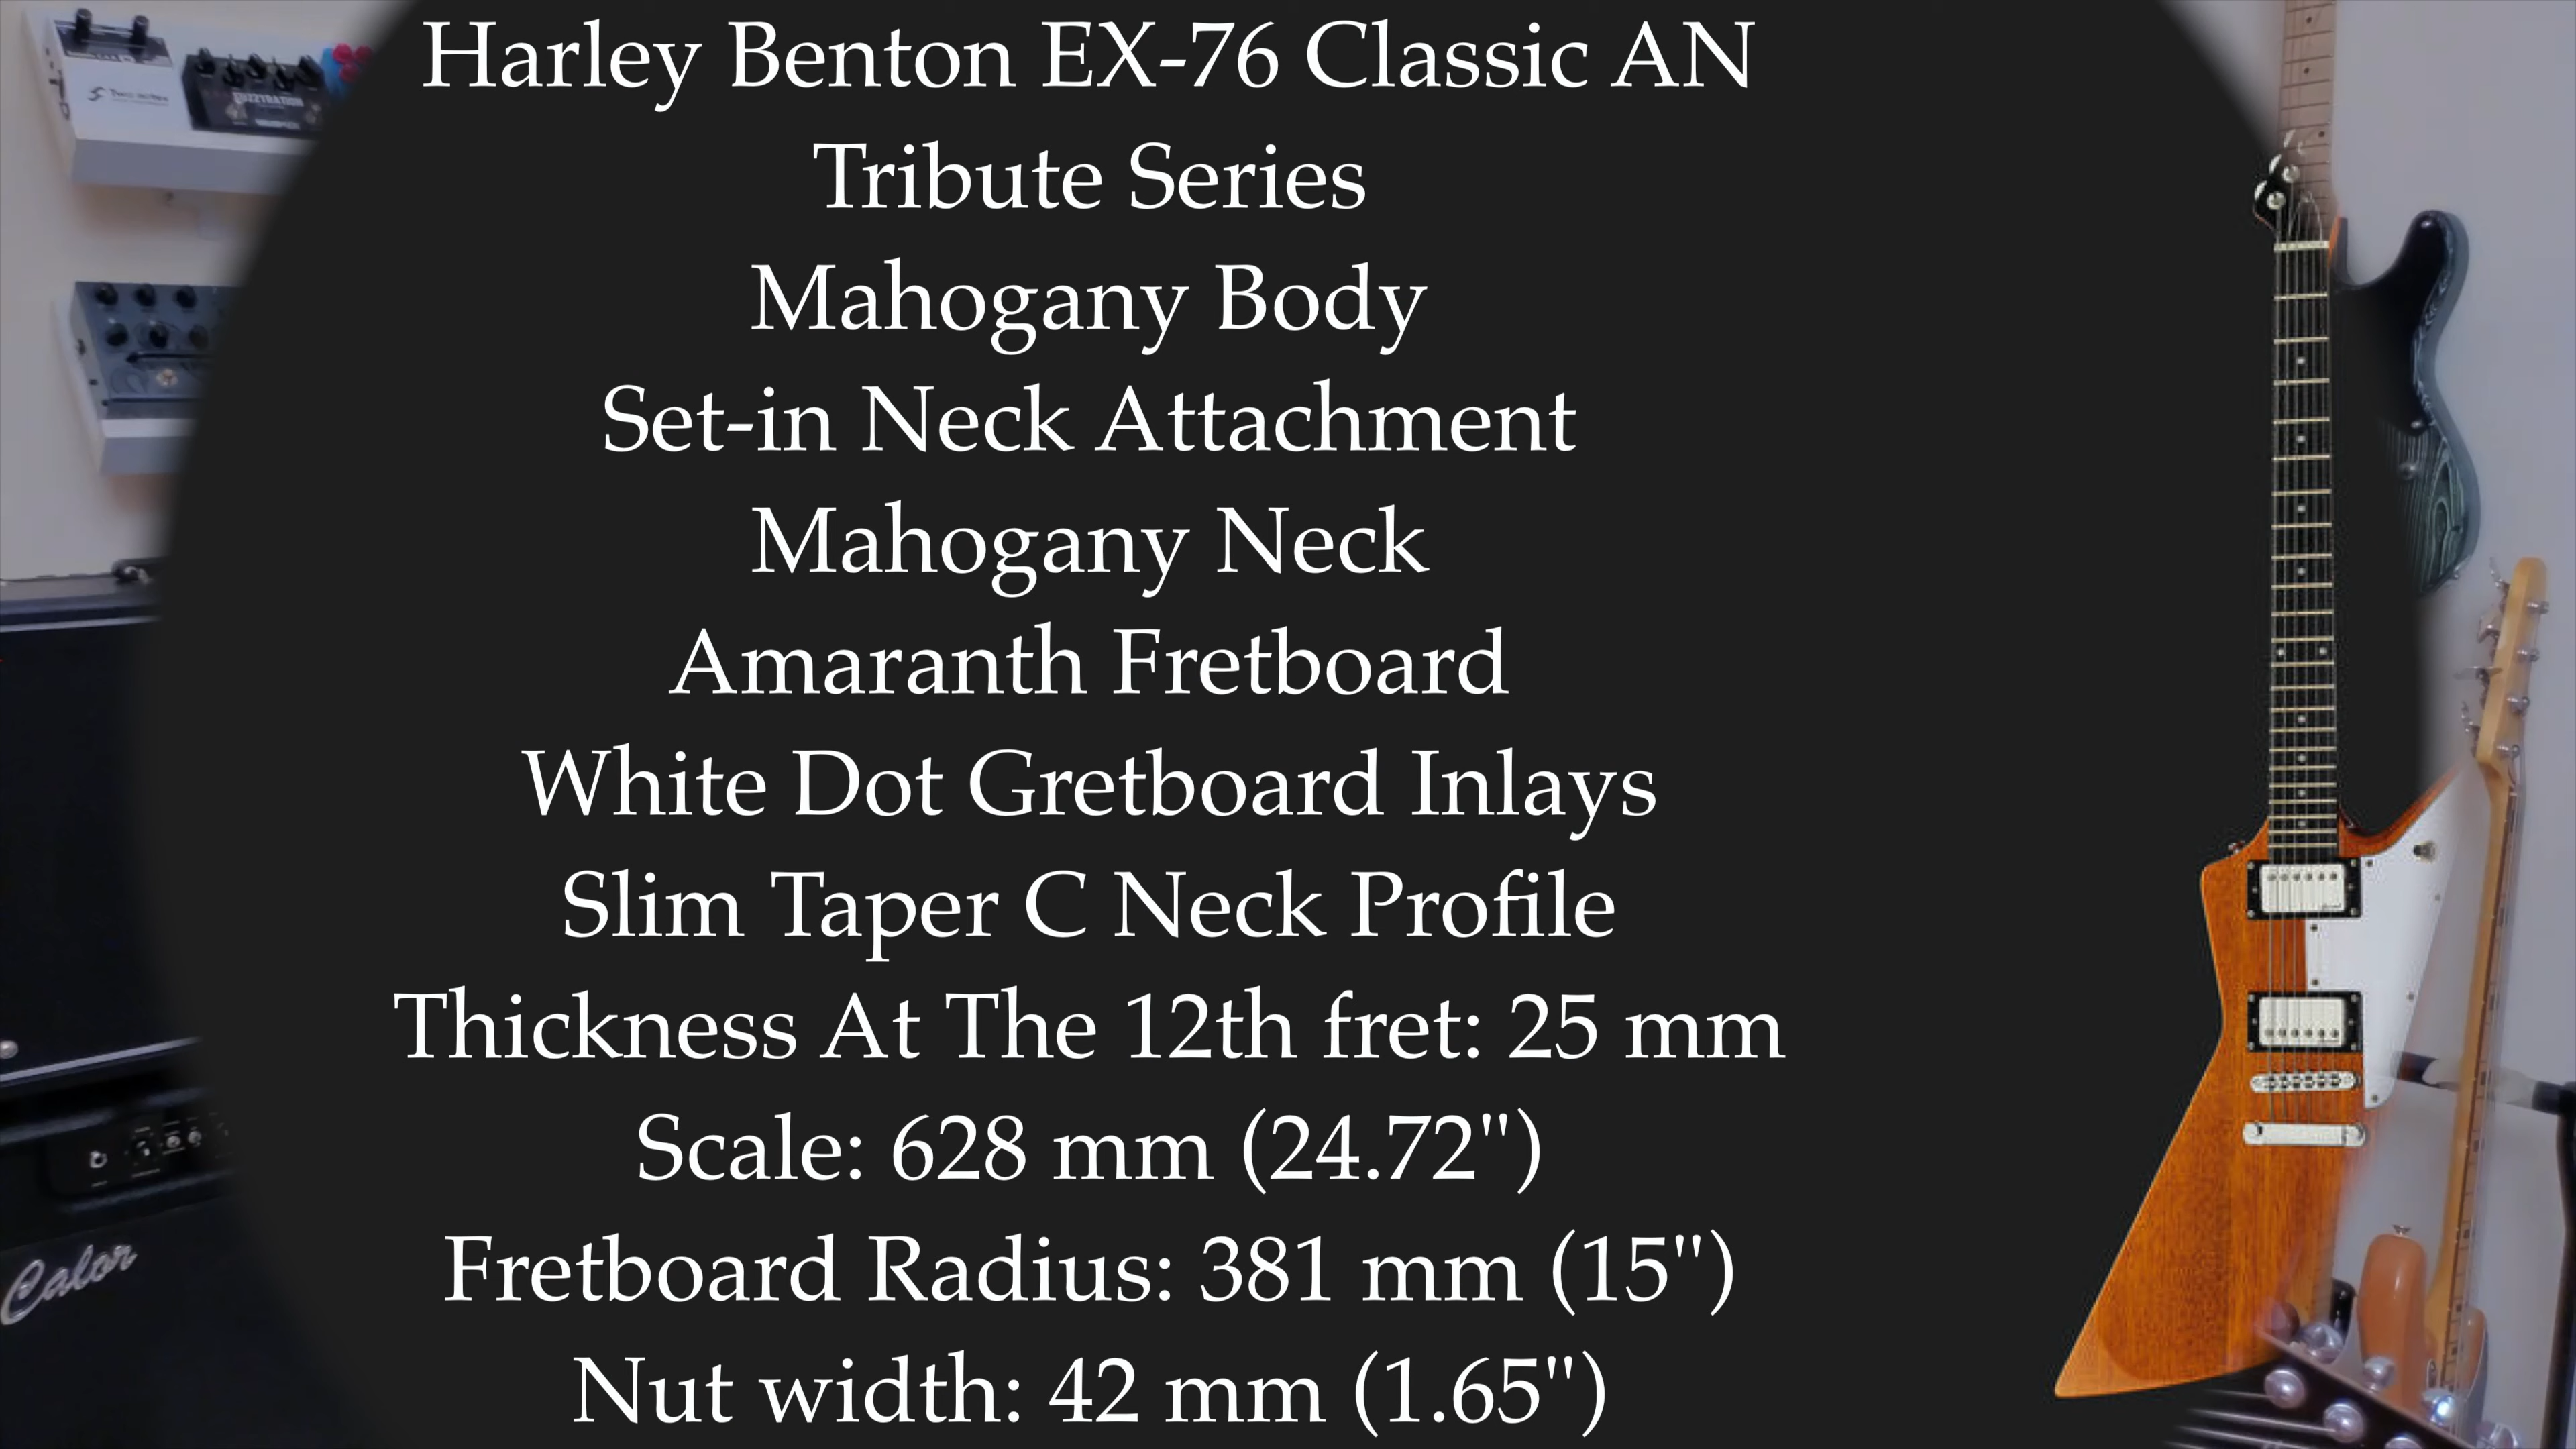 Harley Benton EX-76 Classic AN
Tribute Series
Mahogany Body
Set-in Neck Attachment
Mahogany Neck
Amaranth Fretboard
White Dot Gretboard Inlays
Slim Taper C Neck Profile
Thickness At The 12th fret: 25 mm
Scale: 628 mm (24.72")
Fretboard Radius: 381 mm (15")
Nut width: 42 mm (1.65")
Calor